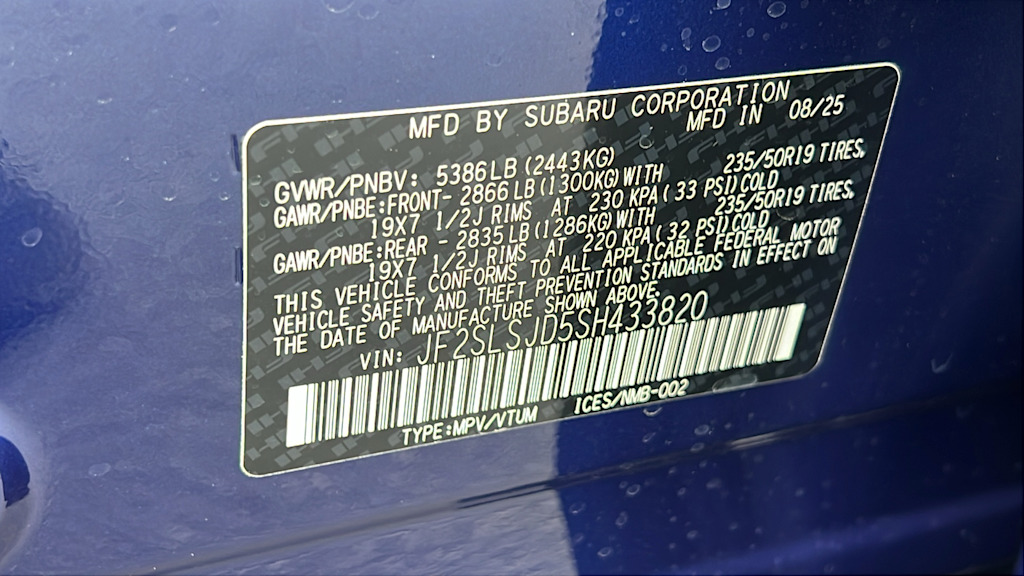 MFD BY SUBARU CORPORATION
MFD IN 08/25
GVWR/PNBV: 5386LB(2443KG)
GAWR/PNBE:FRONT- 2866LB(1300KG)WITH 235/50R19 TIRES,
19X7 1/2J RIMS AT 230 KPA(33 PSI)COLD
GAWR/PNBE:REAR - 2835LB(1286KG)WITH 235/50R19 TIRES,
19X7 1/2J RIMS AT 220 KPA(32 PSI)COLD
THIS VEHICLE CONFORMS TO ALL APPLICABLE FEDERAL MOTOR
VEHICLE SAFETY AND THEFT PREVENTION STANDARDS IN EFFECT ON
THE DATE OF MANUFACTURE SHOWN ABOVE.
VIN: JF2SLSJD5SH433820
TYPE:MPV/VTUM ICES/NMB-002